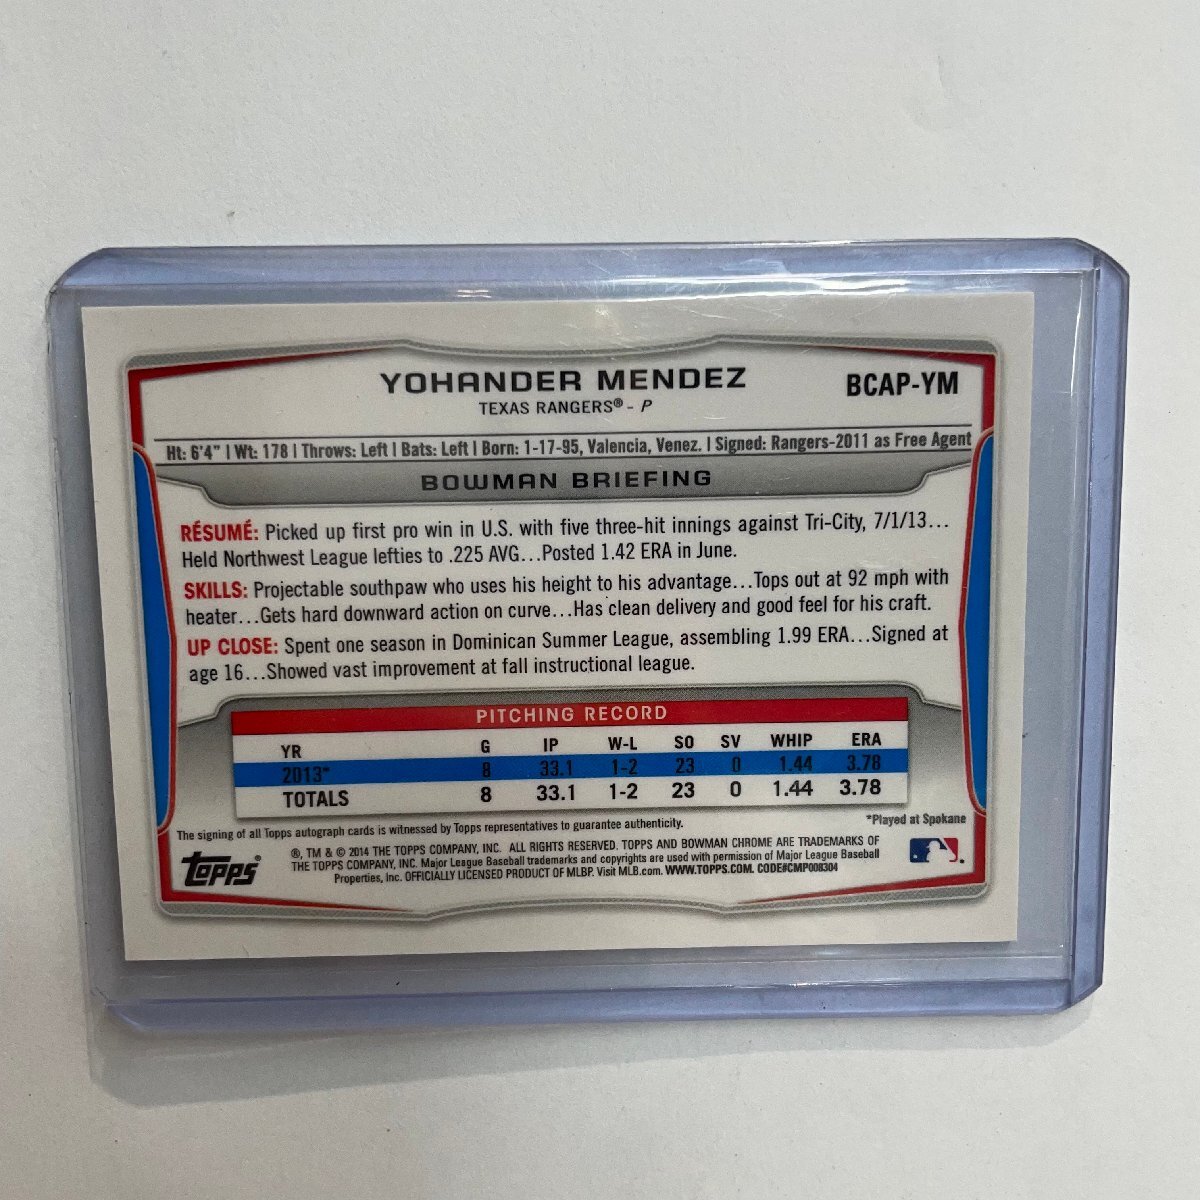 YOHANDER MENDEZ
BCAP-YM
TEXAS RANGERS® - P
Ht: 6'4" | Wt: 178 | Throws: Left | Bats: Left | Born: 1-17-95, Valencia, Venez. | Signed: Rangers-2011 as Free Agent
BOWMAN BRIEFING
RÉSUMÉ: Picked up first pro win in U.S. with five three-hit innings against Tri-City, 7/1/13...
Held Northwest League lefties to .225 AVG...Posted 1.42 ERA in June.
SKILLS: Projectable southpaw who uses his height to his advantage...Tops out at 92 mph with
heater...Gets hard downward action on curve...Has clean delivery and good feel for his craft.
UP CLOSE: Spent one season in Dominican Summer League, assembling 1.99 ERA...Signed at
age 16...Showed vast improvement at fall instructional league.
PITCHING RECORD
YR G IP W-L SO SV WHIP ERA
2013* 8 33.1 1-2 23 0 1.44 3.78
TOTALS 8 33.1 1-2 23 0 1.44 3.78
*Played at Spokane
The signing of all Topps autograph cards is witnessed by Topps representatives to guarantee authenticity.
topps®
®, TM & © 2014 THE TOPPS COMPANY, INC. ALL RIGHTS RESERVED. TOPPS AND BOWMAN CHROME ARE TRADEMARKS OF
THE TOPPS COMPANY, INC. Major League Baseball trademarks and copyrights are used with permission of Major League Baseball
Properties, Inc. OFFICIALLY LICENSED PRODUCT OF MLBP. Visit MLB.com. WWW.TOPPS.COM. CODE#CMP008304